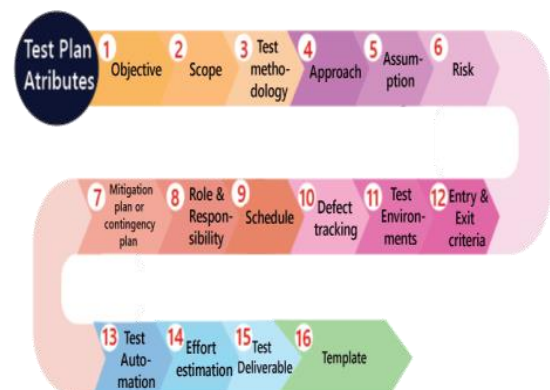 Test Plan
Atributes
1
Objective
2
Scope
3
Test
metho-
dology
4
Approach
5
Assum-
ption
6
Risk
7
Mitigation
plan or
contingency
plan
8
Role &
Respon-
sibility
9
Schedule
10
Defect
tracking
11
Test
Environ-
ments
12
Entry &
Exit
criteria
13
Test
Auto-
mation
14
Effort
estimation
15
Test
Deliverable
16
Template